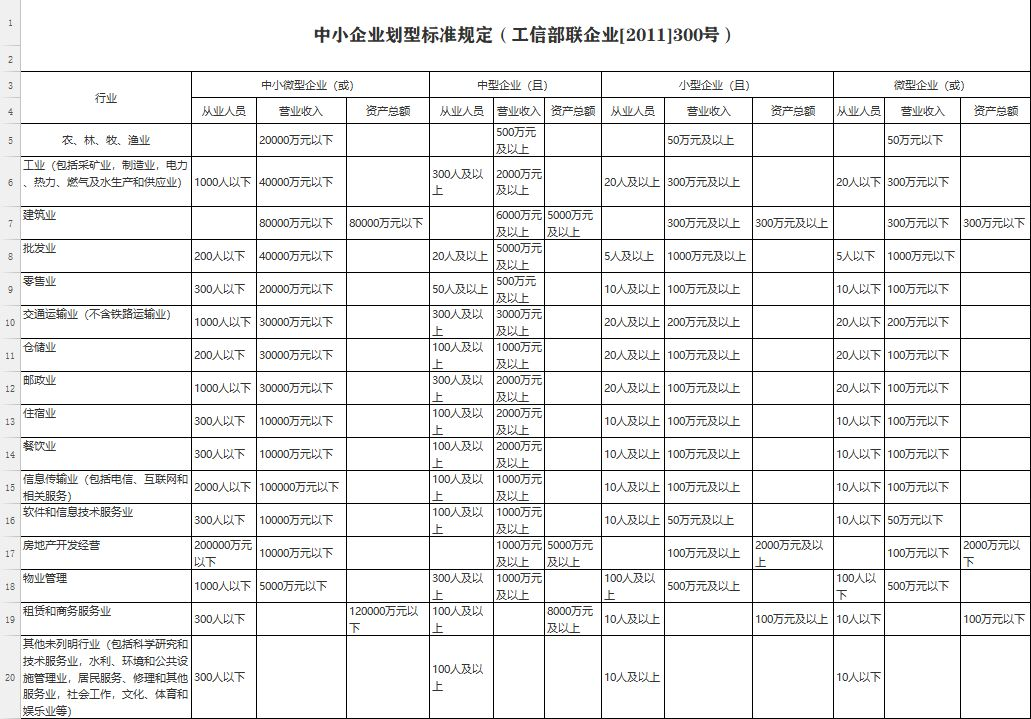 中小企业划型标准规定（工信部联企业[2011]300号）
行业 中小微型企业（或） 中型企业（且） 小型企业（且） 微型企业（或）
从业人员 营业收入 资产总额 从业人员 营业收入 资产总额 从业人员 营业收入 资产总额 从业人员 营业收入 资产总额
1
2
3
4
5 农、林、牧、渔业 20000万元以下 500万元及以上 50万元及以上 50万元以下
6 工业（包括采矿业，制造业，电力、热力、燃气及水生产和供应业） 1000人以下 40000万元以下 300人及以上 2000万元及以上 20人及以上 300万元及以上 20人以下 300万元以下
7 建筑业 80000万元以下 80000万元以下 6000万元及以上 5000万元及以上 300万元及以上 300万元及以上 300万元以下 300万元以下
8 批发业 200人以下 40000万元以下 20人及以上 5000万元及以上 5人及以上 1000万元及以上 5人以下 1000万元以下
9 零售业 300人以下 20000万元以下 50人及以上 500万元及以上 10人及以上 100万元及以上 10人以下 100万元以下
10 交通运输业（不含铁路运输业） 1000人以下 30000万元以下 300人及以上 3000万元及以上 20人及以上 200万元及以上 20人以下 200万元以下
11 仓储业 200人以下 30000万元以下 100人及以上 1000万元及以上 20人及以上 100万元及以上 20人以下 100万元以下
12 邮政业 1000人以下 30000万元以下 300人及以上 2000万元及以上 20人及以上 100万元及以上 20人以下 100万元以下
13 住宿业 300人以下 10000万元以下 100人及以上 2000万元及以上 10人及以上 100万元及以上 10人以下 100万元以下
14 餐饮业 300人以下 10000万元以下 100人及以上 2000万元及以上 10人及以上 100万元及以上 10人以下 100万元以下
15 信息传输业（包括电信、互联网和相关服务） 2000人以下 100000万元以下 100人及以上 1000万元及以上 10人及以上 100万元及以上 10人以下 100万元以下
16 软件和信息技术服务业 300人以下 10000万元以下 100人及以上 1000万元及以上 10人及以上 50万元及以上 10人以下 50万元以下
17 房地产开发经营 200000万元以下 10000万元以下 1000万元及以上 5000万元及以上 100万元及以上 2000万元及以上 100万元以下 2000万元以下
18 物业管理 1000人以下 5000万元以下 300人及以上 1000万元及以上 100人及以上 500万元及以上 100人以下 500万元以下
19 租赁和商务服务业 300人以下 120000万元以下 100人及以上 8000万元及以上 10人及以上 100万元及以上 10人以下 100万元以下
20 其他未列明行业（包括科学研究和技术服务业，水利、环境和公共设施管理业，居民服务、修理和其他服务业，社会工作，文化、体育和娱乐业等） 300人以下 100人及以上 10人及以上 10人以下